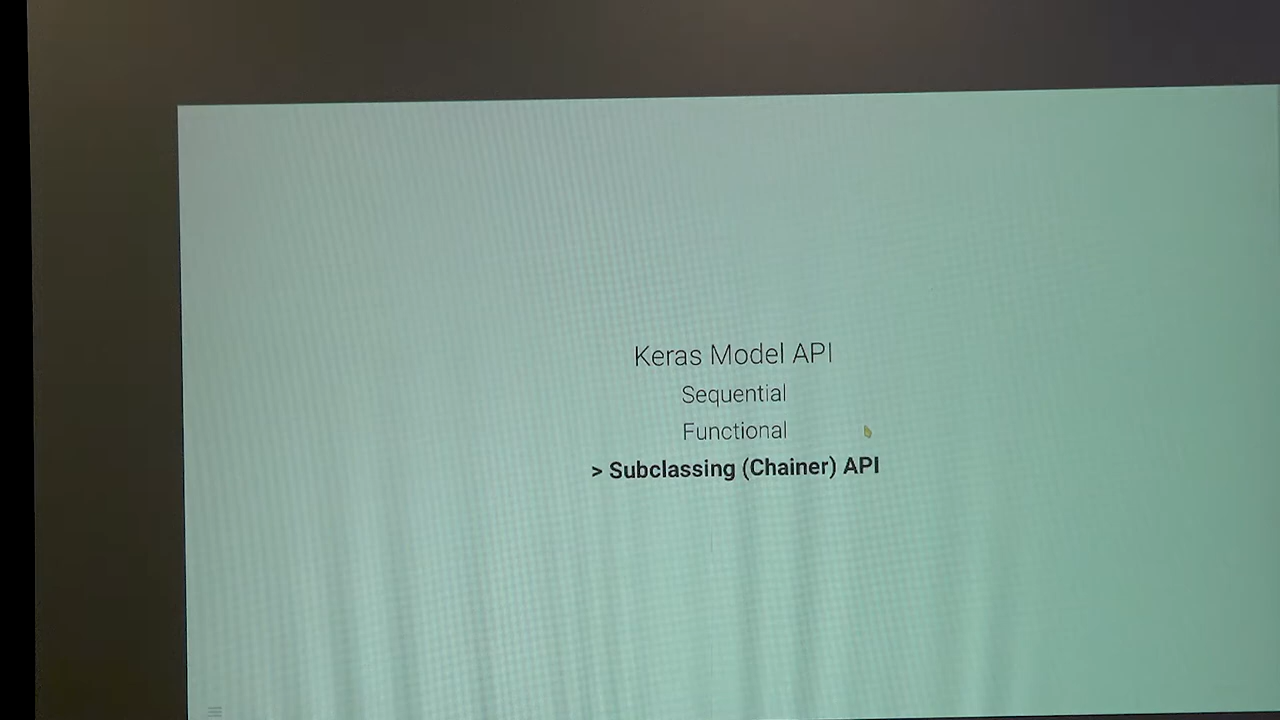 Keras Model API
Sequential
Functional
> Subclassing (Chainer) API